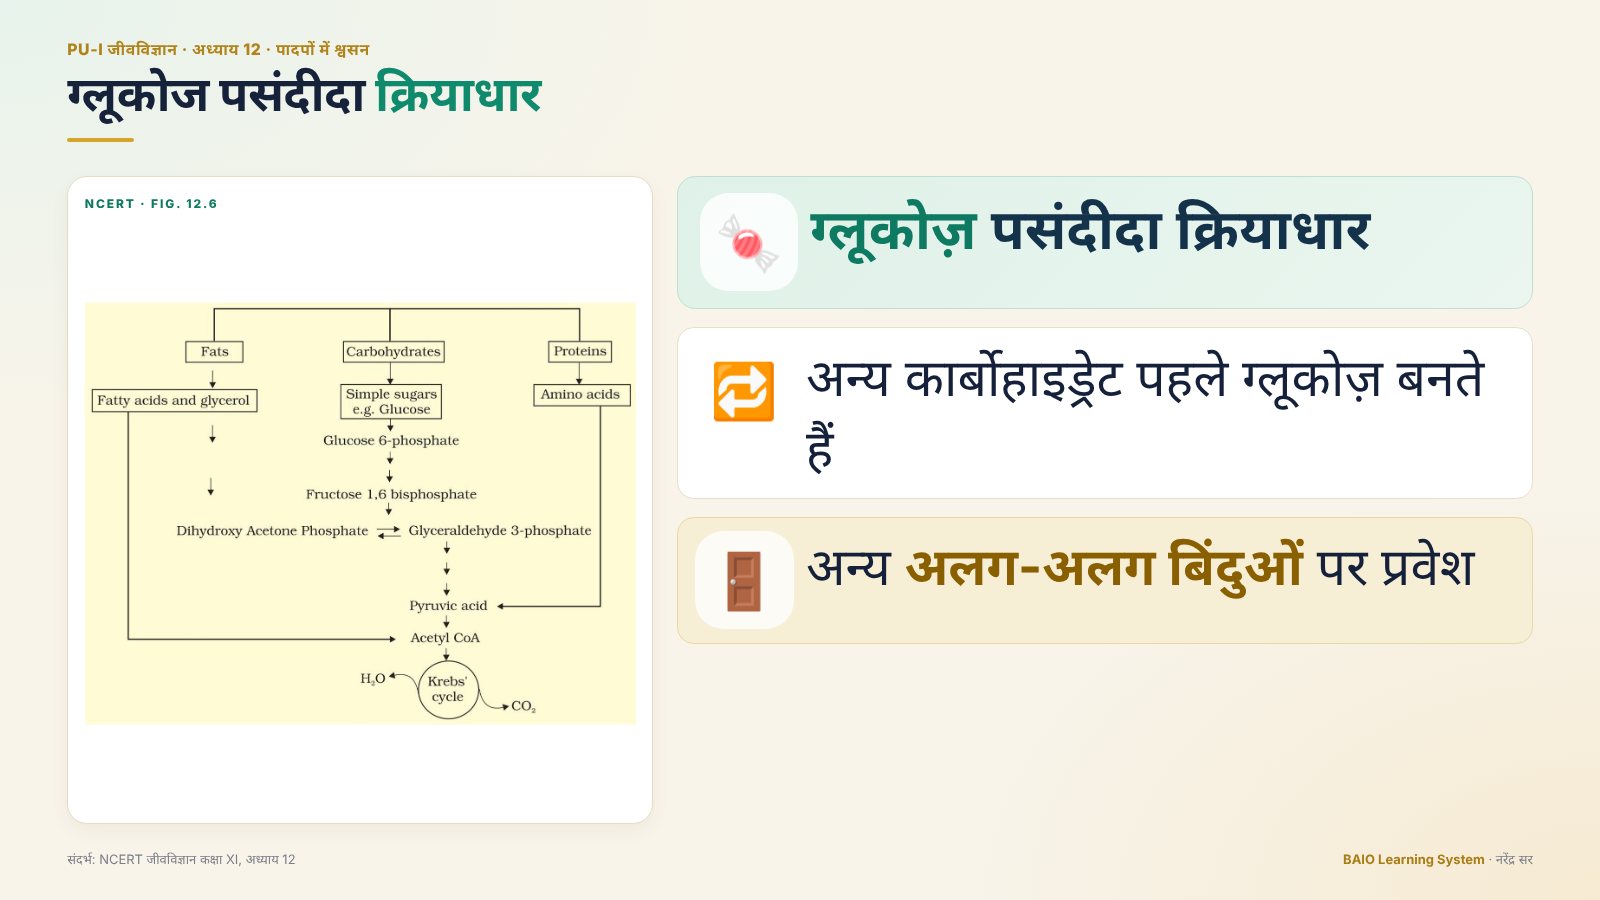 PU-I जीवविज्ञान · अध्याय 12 · पादपों में श्वसन
ग्लूकोज पसंदीदा क्रियाधार
NCERT · FIG. 12.6
Fats
Carbohydrates
Proteins
Fatty acids and glycerol
Simple sugars
e.g. Glucose
Amino acids
Glucose 6-phosphate
Fructose 1,6 bisphosphate
Dihydroxy Acetone Phosphate
Glyceraldehyde 3-phosphate
Pyruvic acid
Acetyl CoA
H₂O
Krebs'
cycle
CO₂
ग्लूकोज़ पसंदीदा क्रियाधार
अन्य कार्बोहाइड्रेट पहले ग्लूकोज़ बनते
हैं
अन्य अलग-अलग बिंदुओं पर प्रवेश
संदर्भ: NCERT जीवविज्ञान कक्षा XI, अध्याय 12
BAIO Learning System · नरेंद्र सर